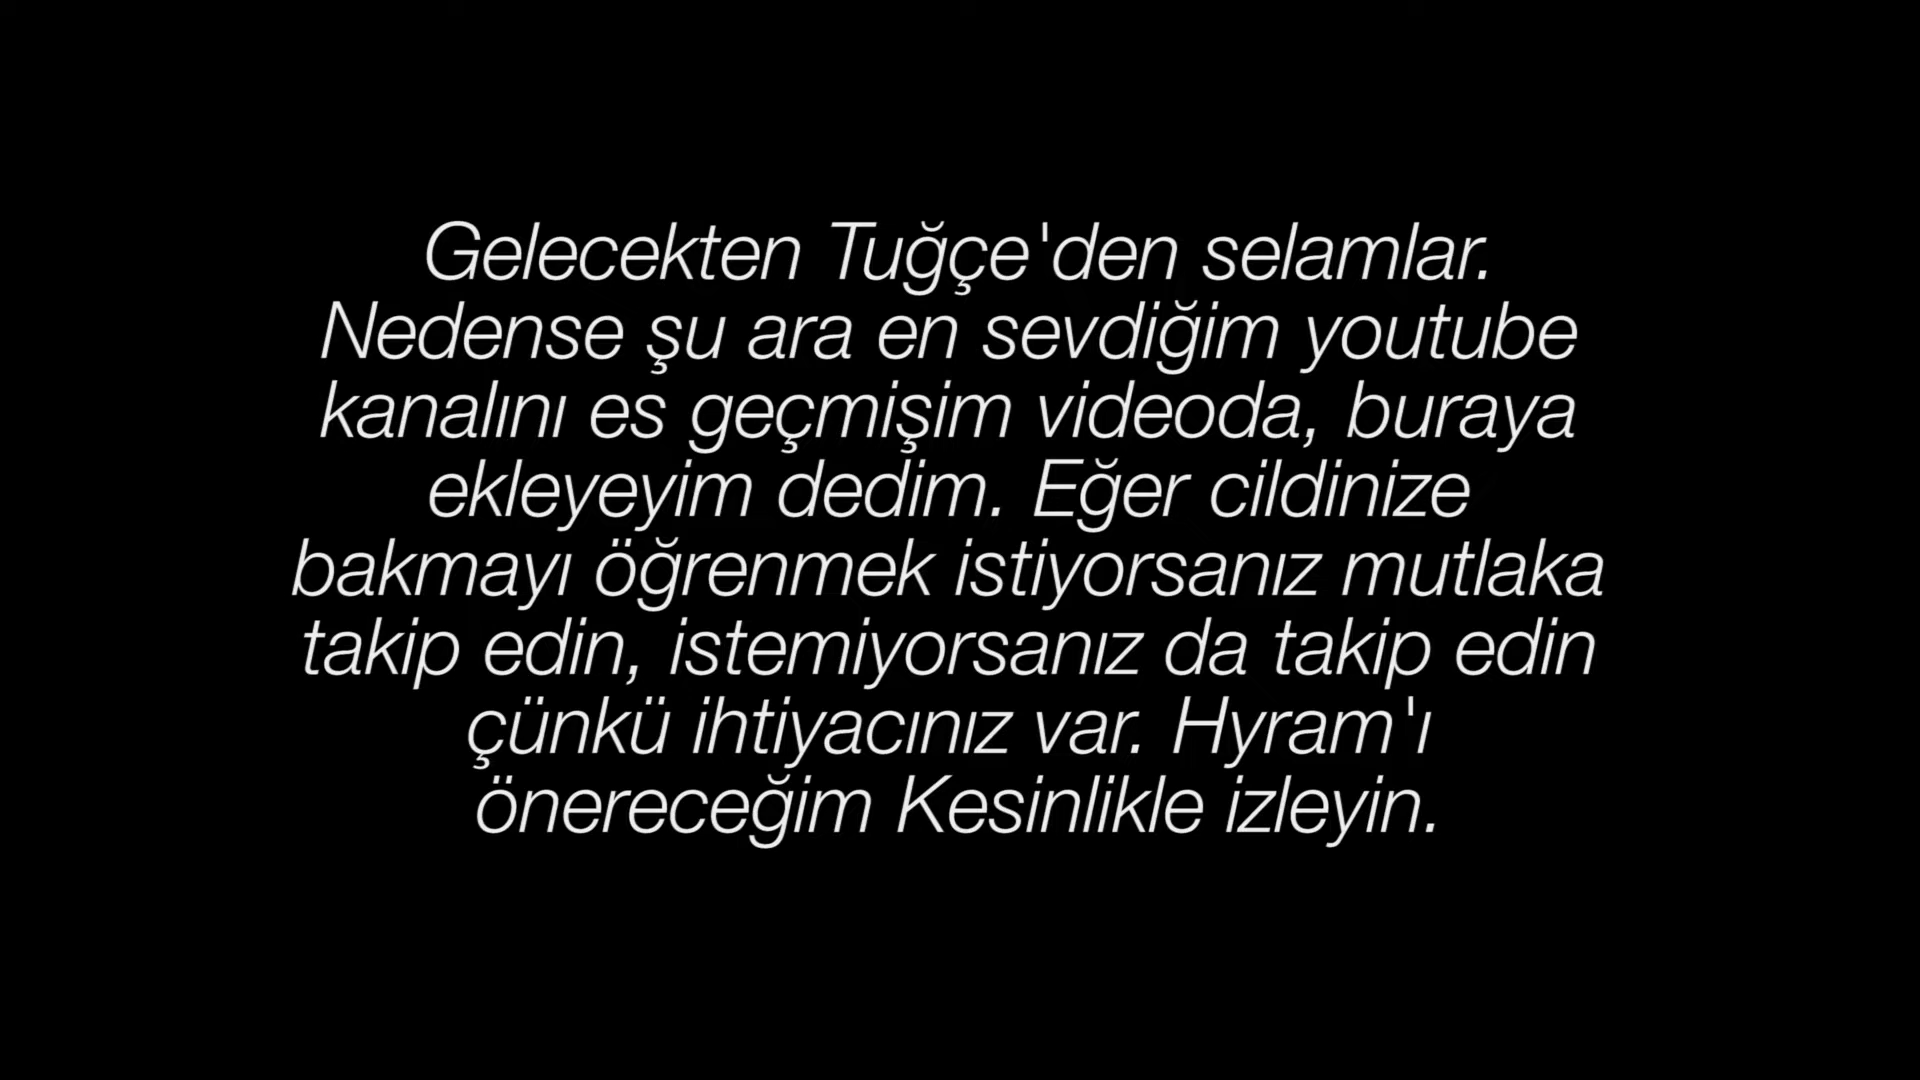 Gelecekten Tuğçe'den selamlar.
Nedense şu ara en sevdiğim youtube
kanalını es geçmişim videoda, buraya
ekleyeyim dedim. Eğer cildinize
bakmayı öğrenmek istiyorsanız mutlaka
takip edin, istemiyorsanız da takip edin
çünkü ihtiyacınız var. Hyram'ı
önereceğim Kesinlikle izleyin.